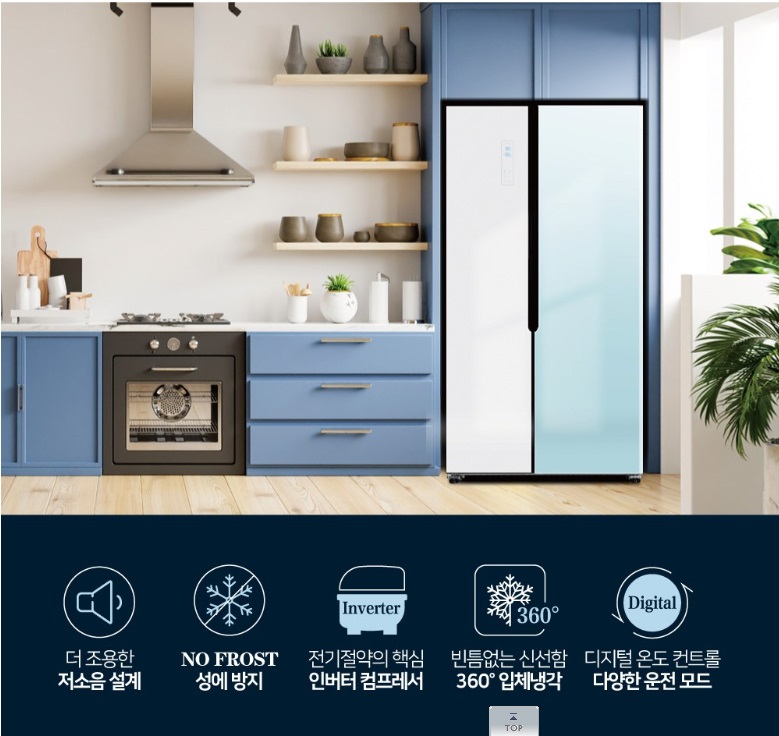 더 조용한
저소음 설계
NO FROST
성에 방지
Inverter
전기절약의 핵심
인버터 컴프레서
360°
빈틈없는 신선함
360° 입체냉각
Digital
디지털 온도 컨트롤
다양한 운전 모드
TOP